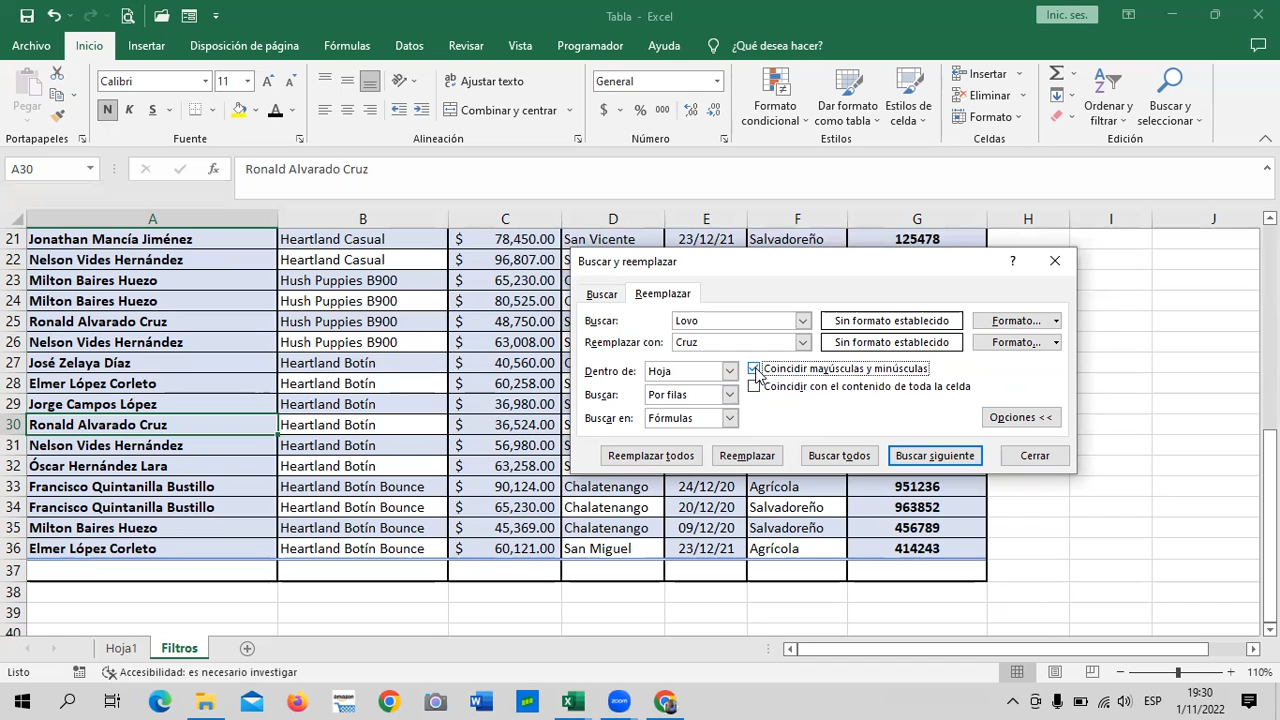 Tabla - Excel
Inic. ses.
Archivo Inicio Insertar Disposición de página Fórmulas Datos Revisar Vista Programador Ayuda ¿Qué desea hacer?
Pegar
Calibri 11
N K S
Ajustar texto
Combinar y centrar
General
$ % 000
Formato condicional
Dar formato como tabla
Estilos de celda
Insertar
Eliminar
Formato
Ordenar y filtrar
Buscar y seleccionar
Portapapeles Fuente Alineación Número Estilos Celdas Edición
A30 fx Ronald Alvarado Cruz
A B C D E F G H I J
21 Jonathan Mancía Jiménez Heartland Casual $ 78,450.00 San Vicente 23/12/21 Salvadoreño 125478
22 Nelson Vides Hernández Heartland Casual $ 96,807.00
23 Milton Baires Huezo Hush Puppies B900 $ 65,230.00
24 Milton Baires Huezo Hush Puppies B900 $ 80,525.00
25 Ronald Alvarado Cruz Hush Puppies B900 $ 48,750.00
26 Ronald Alvarado Cruz Hush Puppies B900 $ 63,008.00
27 José Zelaya Díaz Heartland Botín $ 40,560.00
28 Elmer López Corleto Heartland Botín $ 63,258.00
29 Jorge Campos López Heartland Botín $ 36,980.00
30 Ronald Alvarado Cruz Heartland Botín $ 36,524.00
31 Nelson Vides Hernández Heartland Botín $ 56,980.00
32 Óscar Hernández Lara Heartland Botín $ 63,258.00
33 Francisco Quintanilla Bustillo Heartland Botín Bounce $ 90,124.00 Chalatenango 24/12/20 Agrícola 951236
34 Francisco Quintanilla Bustillo Heartland Botín Bounce $ 65,230.00 Chalatenango 20/12/20 Salvadoreño 963852
35 Milton Baires Huezo Heartland Botín Bounce $ 45,369.00 Chalatenango 09/12/20 Salvadoreño 456789
36 Elmer López Corleto Heartland Botín Bounce $ 60,121.00 San Miguel 23/12/21 Agrícola 414243
37
38
39
40
Buscar y reemplazar ?
Buscar Reemplazar
Buscar: Lovo Sin formato establecido Formato...
Reemplazar con: Cruz Sin formato establecido Formato...
Dentro de: Hoja Coincidir mayúsculas y minúsculas
Coincidir con el contenido de toda la celda
Buscar: Por filas
Buscar en: Fórmulas Opciones <<
Reemplazar todos Reemplazar Buscar todos Buscar siguiente Cerrar
Hoja1 Filtros
Listo Accesibilidad: es necesario investigar 110%
amazon zoom ESP 19:30
1/11/2022